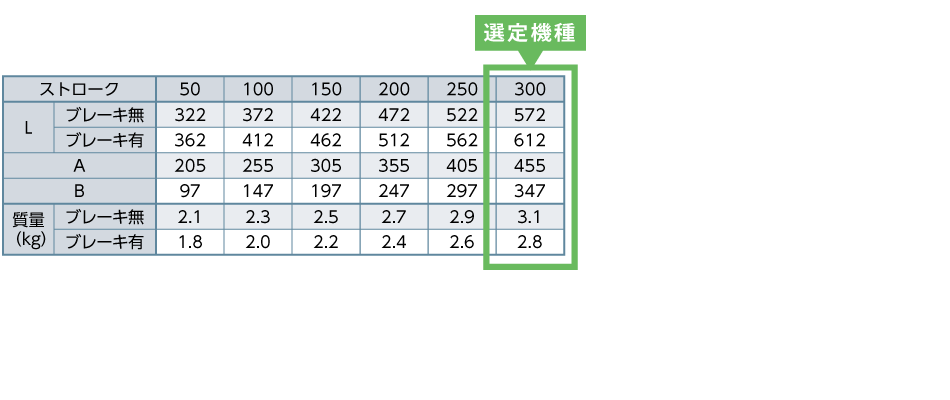 選定機種
ストローク 50 100 150 200 250 300
L ブレーキ無 322 372 422 472 522 572
ブレーキ有 362 412 462 512 562 612
A 205 255 305 355 405 455
B 97 147 197 247 297 347
質量(kg) ブレーキ無 2.1 2.3 2.5 2.7 2.9 3.1
ブレーキ有 1.8 2.0 2.2 2.4 2.6 2.8